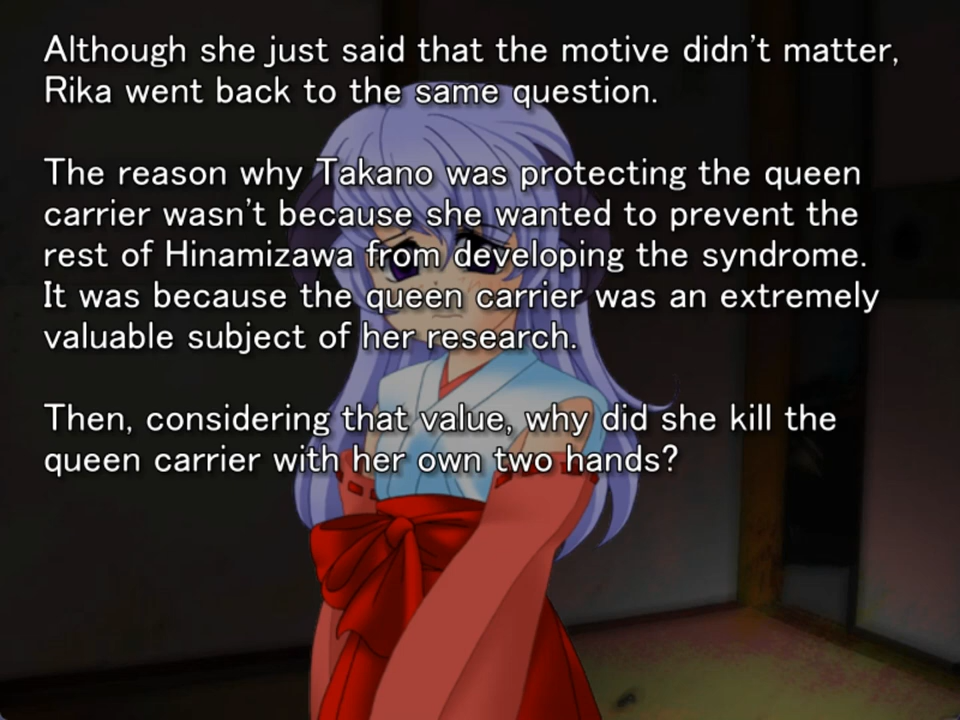 Although she just said that the motive didn't matter,
Rika went back to the same question.
The reason why Takano was protecting the queen
carrier wasn't because she wanted to prevent the
rest of Hinamizawa from developing the syndrome.
It was because the queen carrier was an extremely
valuable subject of her research.
Then, considering that value, why did she kill the
queen carrier with her own two hands?